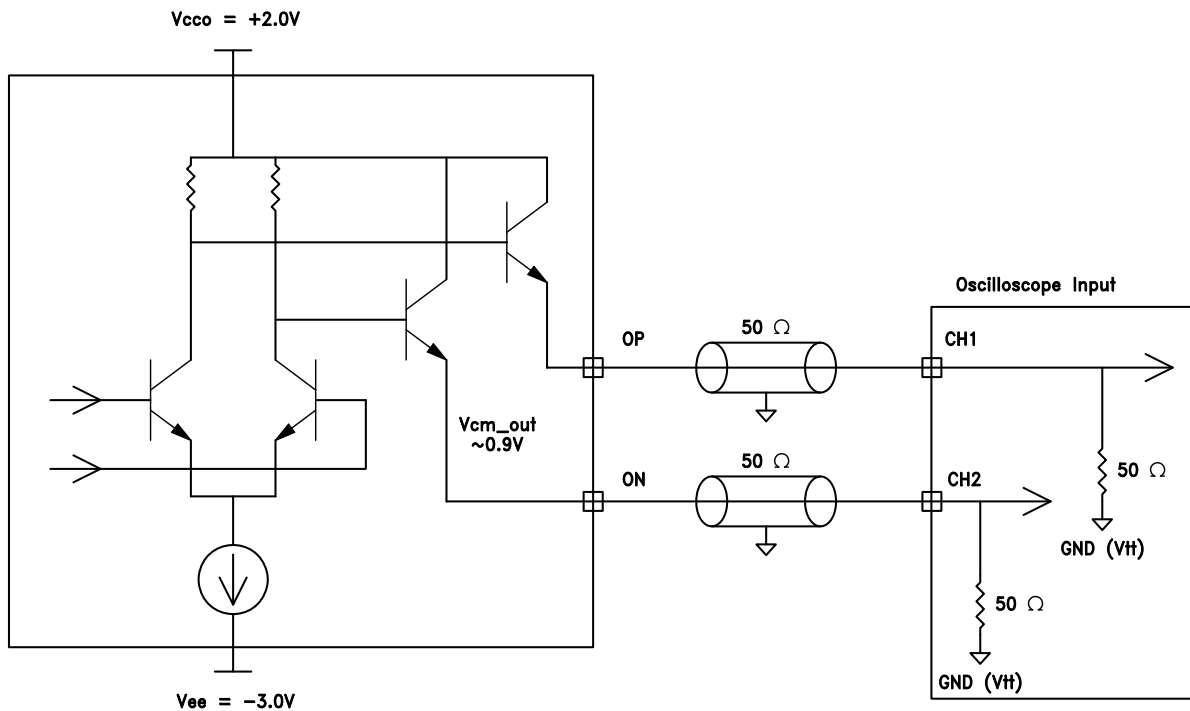 Vcco = +2.0V
Oscilloscope Input
OP
50 Ω
CH1
Vcm_out
~0.9V
50 Ω
ON
50 Ω
CH2
GND (Vtt)
50 Ω
GND (Vtt)
Vee = -3.0V